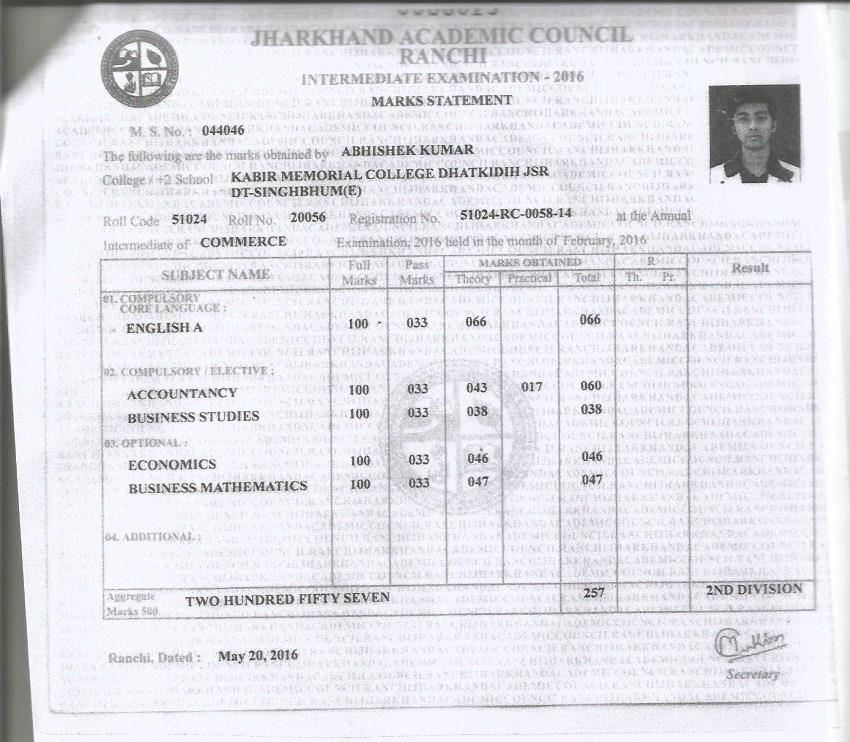 JHARKHAND ACADEMIC COUNCIL
RANCHI
INTERMEDIATE EXAMINATION - 2016
MARKS STATEMENT
M. S. No. : 044046
The following are the marks obtained by ABHISHEK KUMAR
College / +2 School KABIR MEMORIAL COLLEGE DHATKIDIH JSR
DT-SINGHBHUM(E)
Roll Code 51024 Roll No. 20056 Registration No. 51024-RC-0058-14 at the Annual
Intermediate of COMMERCE Examination, 2016 held in the month of February, 2016
SUBJECT NAME Full Marks Pass Marks MARKS OBTAINED R Result
Theory Practical Total Th. Pr.
01. COMPULSORY
CORE LANGUAGE :
ENGLISH A 100 033 066 066
02. COMPULSORY / ELECTIVE :
ACCOUNTANCY 100 033 043 017 060
BUSINESS STUDIES 100 033 038 038
03. OPTIONAL :
ECONOMICS 100 033 046 046
BUSINESS MATHEMATICS 100 033 047 047
04. ADDITIONAL :
Aggregate
Marks 500 TWO HUNDRED FIFTY SEVEN 257 2ND DIVISION
Ranchi. Dated : May 20, 2016
Secretary